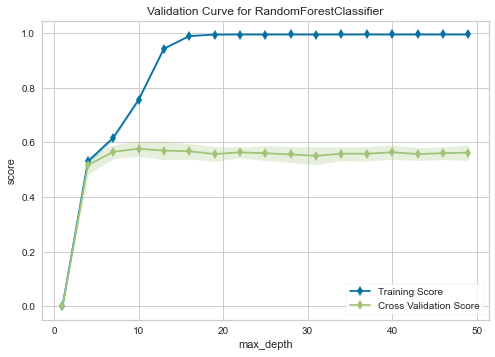 Validation Curve for RandomForestClassifier
1.0
0.8
0.6
0.4
0.2
0.0
score
0
10
20
30
40
50
max_depth
Training Score
Cross Validation Score